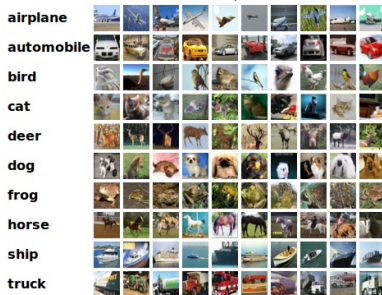 airplane
automobile
bird
cat
deer
dog
frog
horse
ship
truck